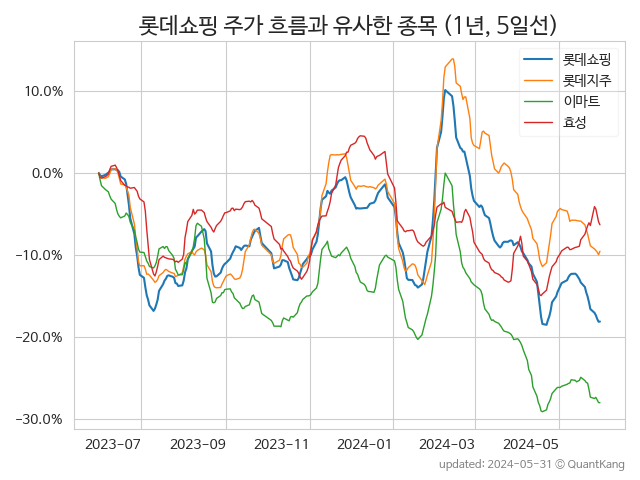 롯데쇼핑 주가 흐름과 유사한 종목 (1년, 5일선)
롯데쇼핑
롯데지주
이마트
효성
10.0%
0.0%
−10.0%
−20.0%
−30.0%
2023-07 2023-09 2023-11 2024-01 2024-03 2024-05
updated: 2024-05-31 © QuantKang